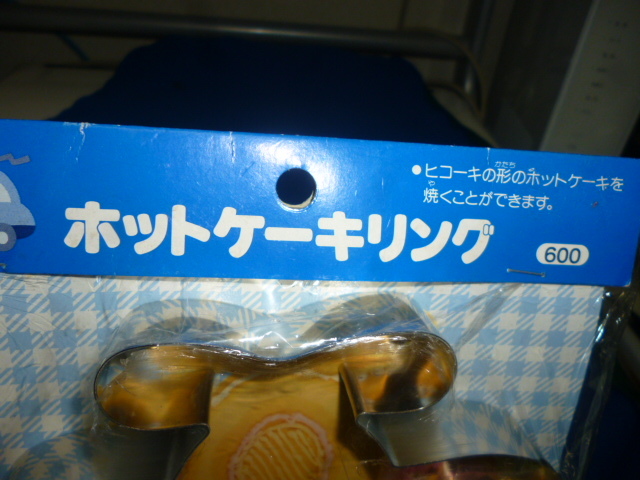 •ヒコーキの形のホットケーキを
焼くことができます。
ホットケーキリング
600